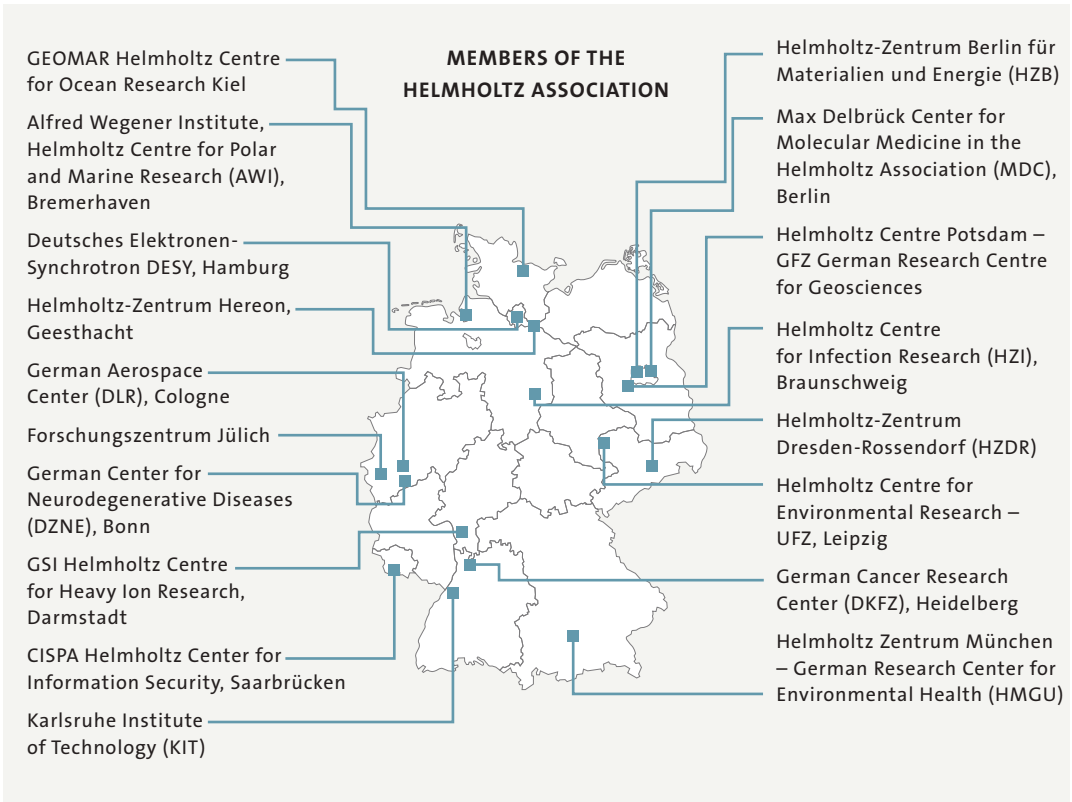 MEMBERS OF THE
HELMHOLTZ ASSOCIATION
GEOMAR Helmholtz Centre
for Ocean Research Kiel
Alfred Wegener Institute,
Helmholtz Centre for Polar
and Marine Research (AWI),
Bremerhaven
Deutsches Elektronen-
Synchrotron DESY, Hamburg
Helmholtz-Zentrum Hereon,
Geesthacht
German Aerospace
Center (DLR), Cologne
Forschungszentrum Jülich
German Center for
Neurodegenerative Diseases
(DZNE), Bonn
GSI Helmholtz Centre
for Heavy Ion Research,
Darmstadt
CISPA Helmholtz Center for
Information Security, Saarbrücken
Karlsruhe Institute
of Technology (KIT)
Helmholtz-Zentrum Berlin für
Materialien und Energie (HZB)
Max Delbrück Center for
Molecular Medicine in the
Helmholtz Association (MDC),
Berlin
Helmholtz Centre Potsdam –
GFZ German Research Centre
for Geosciences
Helmholtz Centre
for Infection Research (HZI),
Braunschweig
Helmholtz-Zentrum
Dresden-Rossendorf (HZDR)
Helmholtz Centre for
Environmental Research –
UFZ, Leipzig
German Cancer Research
Center (DKFZ), Heidelberg
Helmholtz Zentrum München
– German Research Center for
Environmental Health (HMGU)